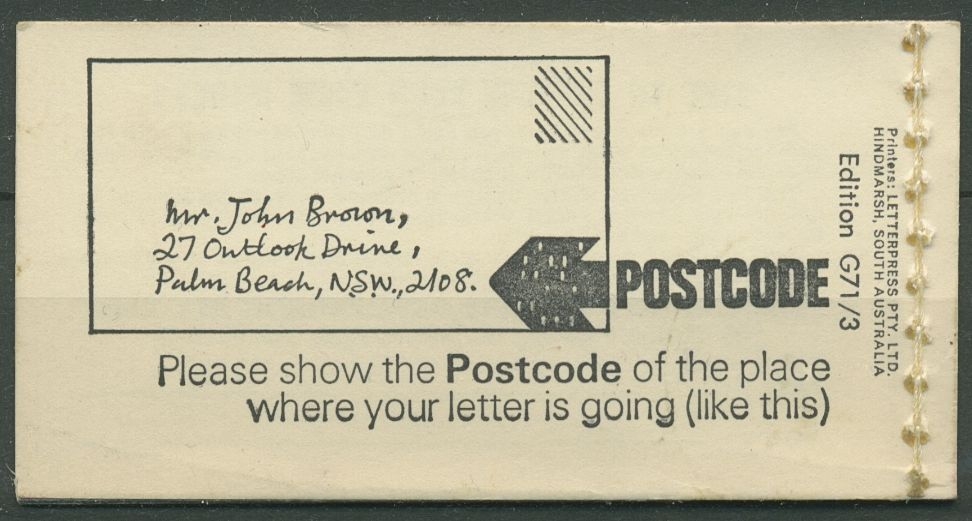 Mr. John Brown,
27 Outlook Drive,
Palm Beach, N.S.W., 2108.
POSTCODE
Please show the Postcode of the place
where your letter is going (like this)
Edition G71/3
Printers: LETTERPRESS PTY. LTD.
HINDMARSH, SOUTH AUSTRALIA